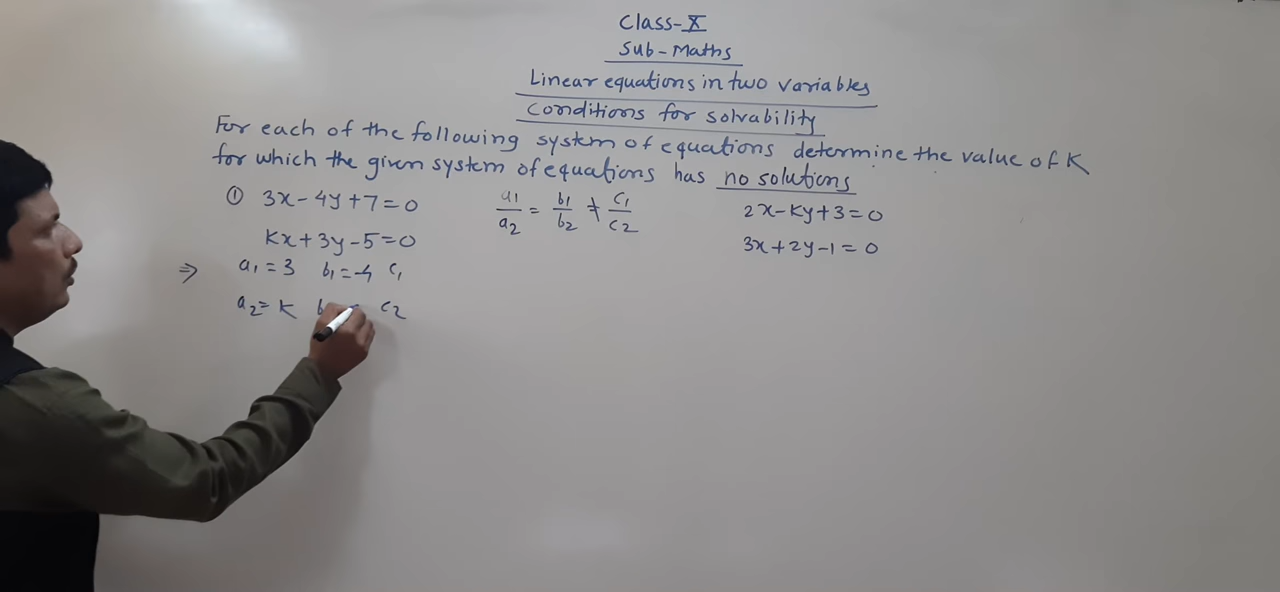 Class-X
Sub-Maths
Linear equations in two variables
Conditions for solvability
For each of the following system of equations determine the value of K
for which the given system of equations has no solutions
① 3x-4y+7=0
Kx+3y-5=0
a1/a2 = b1/b2 ≠ c1/c2
2x-Ky+3=0
3x+2y-1=0
⇒ a1=3 b1=-4 c1
a2=K b c2